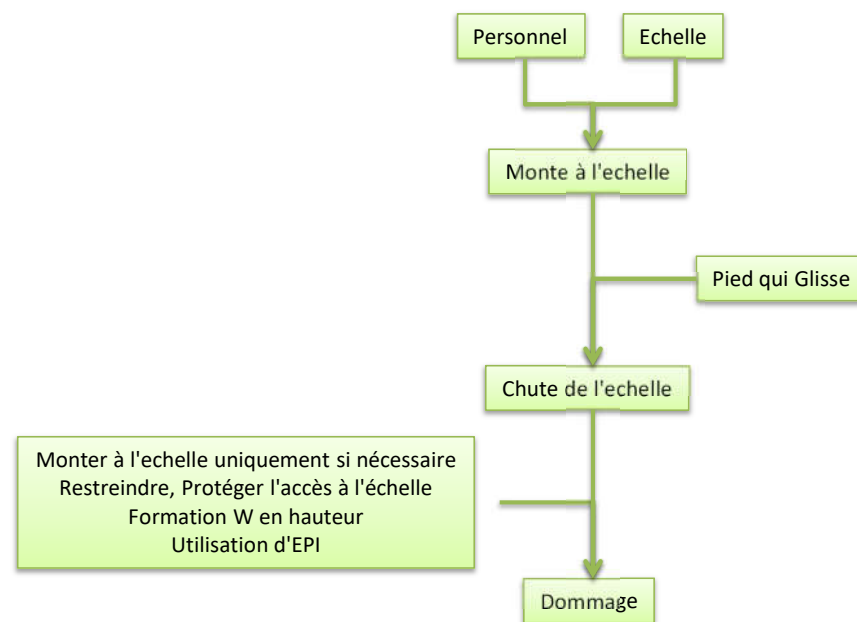 Personnel
Echelle
Monte à l'echelle
Pied qui Glisse
Chute de l'echelle
Monter à l'echelle uniquement si nécessaire
Restreindre, Protéger l'accès à l'échelle
Formation W en hauteur
Utilisation d'EPI
Dommage